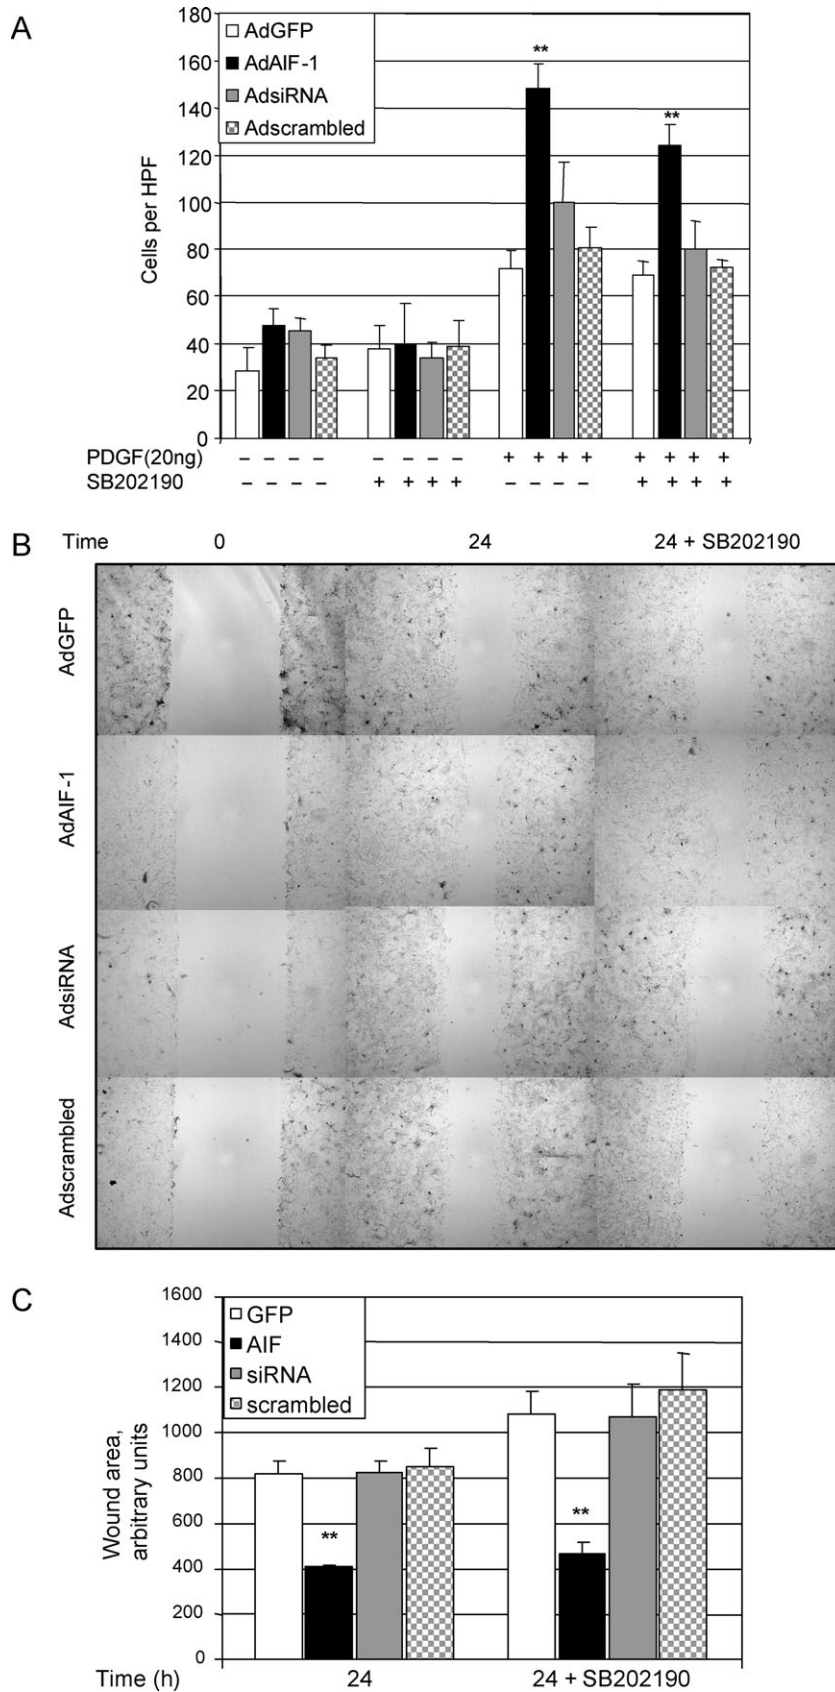 A
180
160
140
120
100
80
60
40
20
0
Cells per HPF
AdGFP
AdAIF-1
AdsiRNA
Adscrambled
**
**
PDGF(20ng) – – – – – – – – + + + + + + + +
SB202190 – – – – + + + + – – – – + + + +
B
Time 0 24 24 + SB202190
AdGFP
AdAIF-1
AdsiRNA
Adscrambled
C
1600
1400
1200
1000
800
600
400
200
0
Wound area,
arbitrary units
GFP
AIF
siRNA
scrambled
**
**
Time (h) 24 24 + SB202190